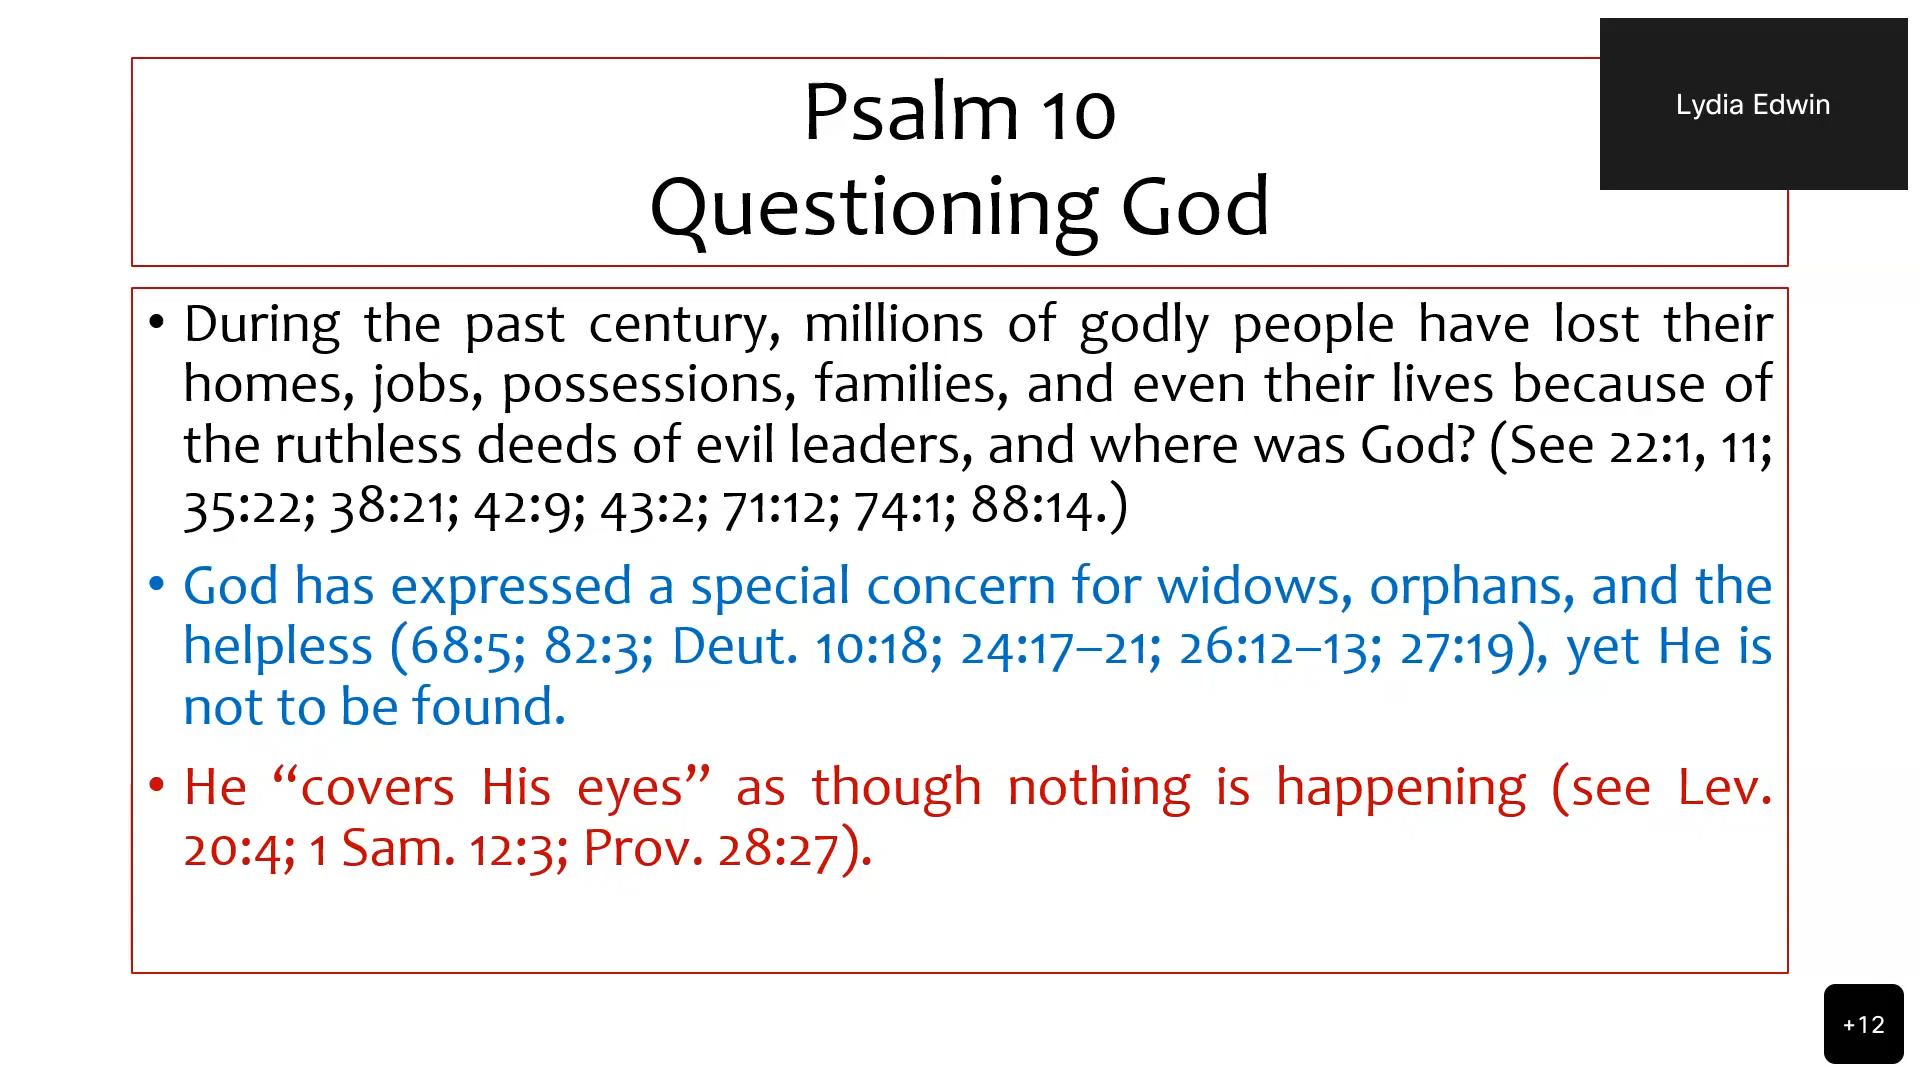 Psalm 10
Questioning God
Lydia Edwin
• During the past century, millions of godly people have lost their
homes, jobs, possessions, families, and even their lives because of
the ruthless deeds of evil leaders, and where was God? (See 22:1, 11;
35:22; 38:21; 42:9; 43:2; 71:12; 74:1; 88:14.)
• God has expressed a special concern for widows, orphans, and the
helpless (68:5; 82:3; Deut. 10:18; 24:17–21; 26:12–13; 27:19), yet He is
not to be found.
• He “covers His eyes” as though nothing is happening (see Lev.
20:4; 1 Sam. 12:3; Prov. 28:27).
+12